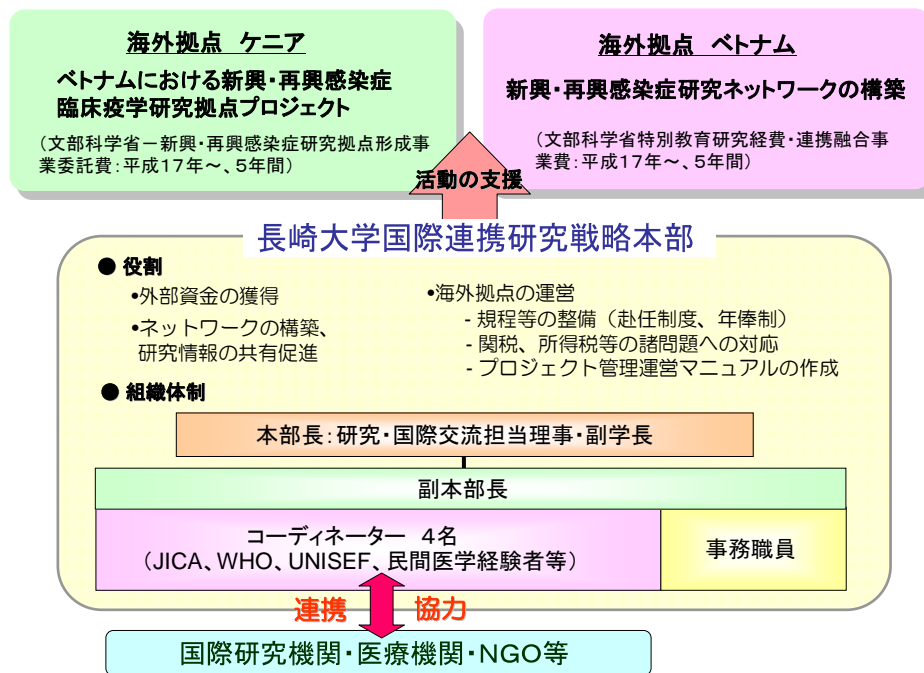 海外拠点 ケニア
ベトナムにおける新興・再興感染症
臨床疫学研究拠点プロジェクト
(文部科学省－新興・再興感染症研究拠点形成事
業委託費:平成17年～、5年間)
海外拠点 ベトナム
新興・再興感染症研究ネットワークの構築
(文部科学省特別教育研究経費・連携融合事
業費:平成17年～、5年間)
活動の支援
長崎大学国際連携研究戦略本部
● 役割
•外部資金の獲得
•ネットワークの構築、
研究情報の共有促進
•海外拠点の運営
- 規程等の整備（赴任制度、年俸制）
- 関税、所得税等の諸問題への対応
- プロジェクト管理運営マニュアルの作成
● 組織体制
本部長:研究・国際交流担当理事・副学長
副本部長
コーディネーター 4名
(JICA、WHO、UNISEF、民間医学経験者等)
事務職員
連携 協力
国際研究機関・医療機関・NGO等